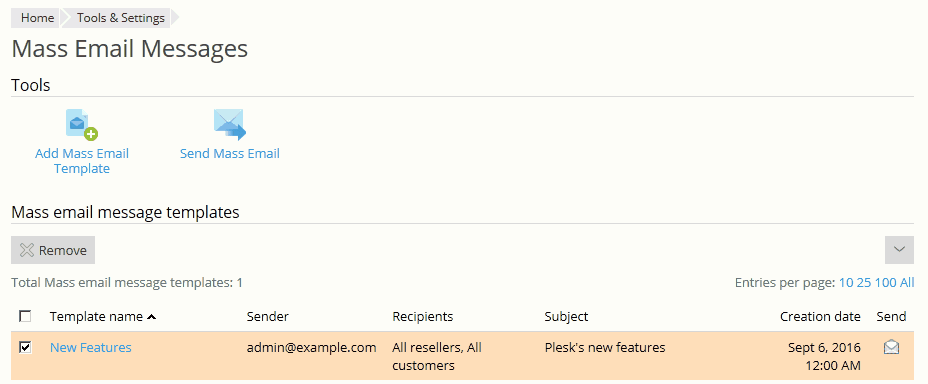 Home Tools & Settings
Mass Email Messages
Tools
Add Mass Email Send Mass Email
Template
Mass email message templates
Remove
Total Mass email message templates: 1 Entries per page: 10 25 100 All
Template name Sender Recipients Subject Creation date Send
New Features admin@example.com All resellers, All Plesk's new features Sept 6, 2016
customers 12:00 AM